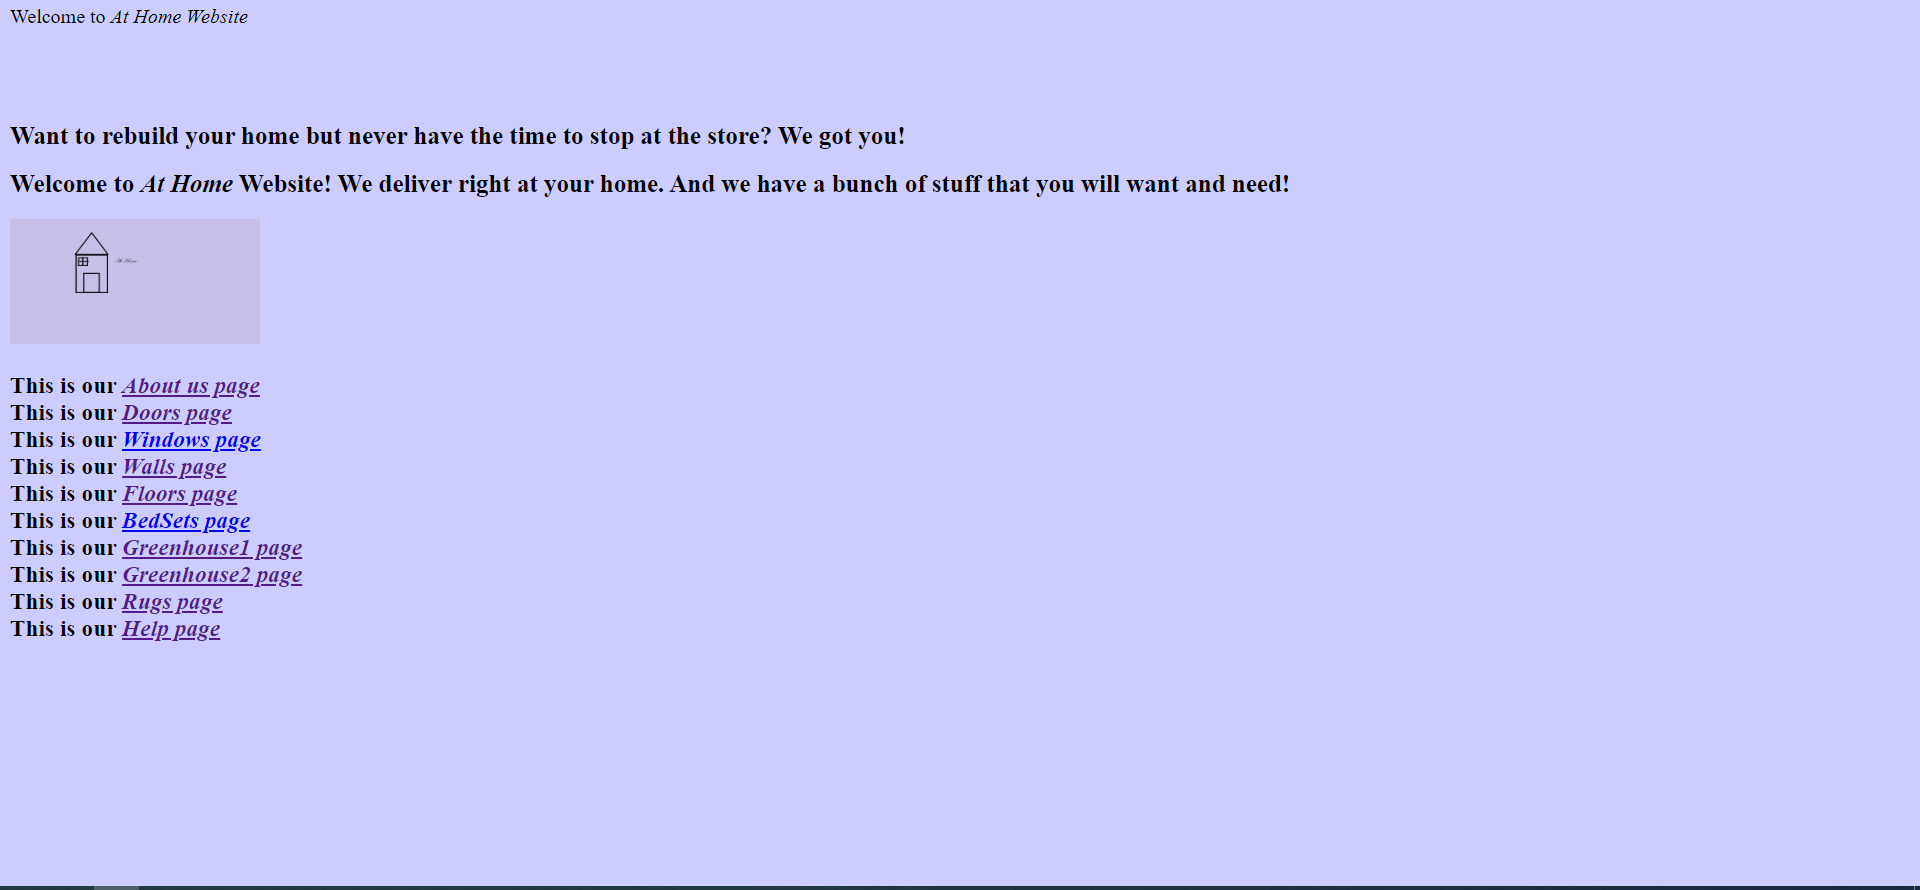 Welcome to At Home Website
Want to rebuild your home but never have the time to stop at the store? We got you!
Welcome to At Home Website! We deliver right at your home. And we have a bunch of stuff that you will want and need!
This is our About us page
This is our Doors page
This is our Windows page
This is our Walls page
This is our Floors page
This is our BedSets page
This is our Greenhouse1 page
This is our Greenhouse2 page
This is our Rugs page
This is our Help page